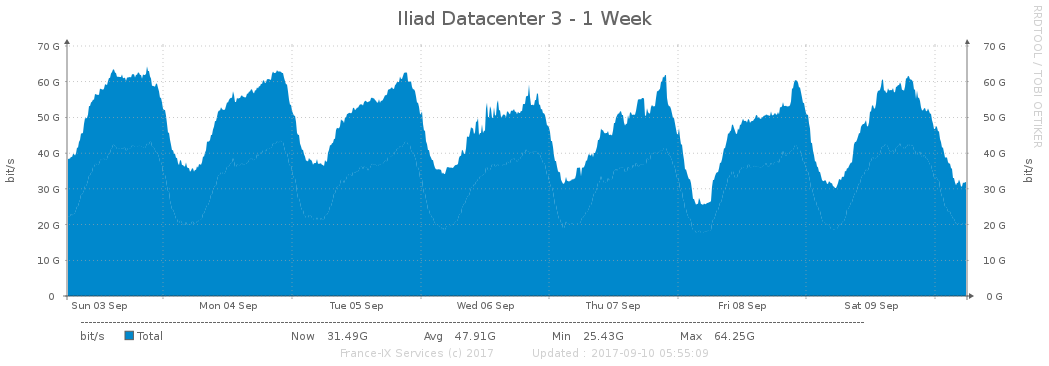 Iliad Datacenter 3 - 1 Week
RRDTOOL / TOBI OETIKER
bit/s
bit/s
70 G 70 G
60 G 60 G
50 G 50 G
40 G 40 G
30 G 30 G
20 G 20 G
10 G 10 G
0 0 G
Sun 03 Sep Mon 04 Sep Tue 05 Sep Wed 06 Sep Thu 07 Sep Fri 08 Sep Sat 09 Sep
bit/s Total Now 31.49G Avg 47.91G Min 25.43G Max 64.25G
France-IX Services (c) 2017 Updated : 2017-09-10 05:55:09